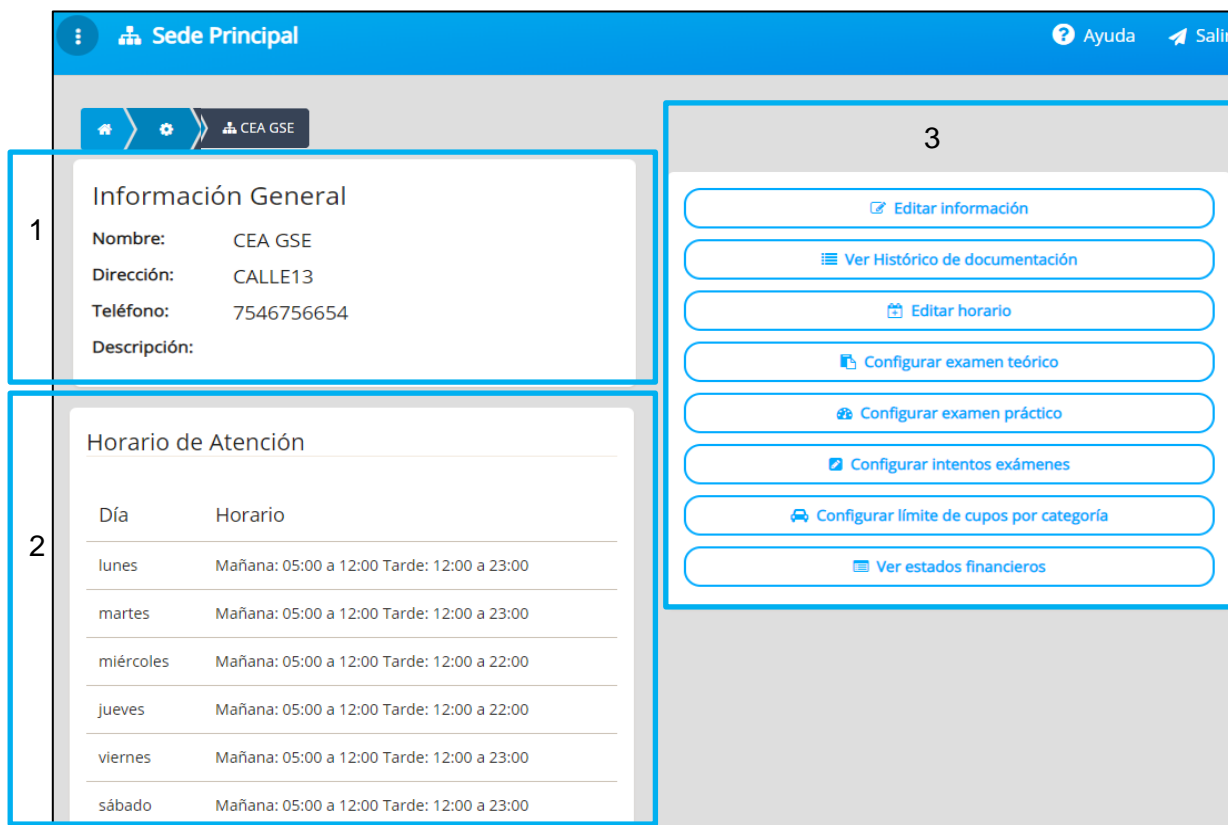 Sede Principal
Ayuda
Salir
CEA GSE
1
Información General
Nombre: CEA GSE
Dirección: CALLE13
Teléfono: 7546756654
Descripción:
2
Horario de Atención
Día Horario
lunes Mañana: 05:00 a 12:00 Tarde: 12:00 a 23:00
martes Mañana: 05:00 a 12:00 Tarde: 12:00 a 23:00
miércoles Mañana: 05:00 a 12:00 Tarde: 12:00 a 22:00
jueves Mañana: 05:00 a 12:00 Tarde: 12:00 a 22:00
viernes Mañana: 05:00 a 12:00 Tarde: 12:00 a 23:00
sábado Mañana: 05:00 a 12:00 Tarde: 12:00 a 23:00
3
Editar información
Ver Histórico de documentación
Editar horario
Configurar examen teórico
Configurar examen práctico
Configurar intentos exámenes
Configurar límite de cupos por categoría
Ver estados financieros